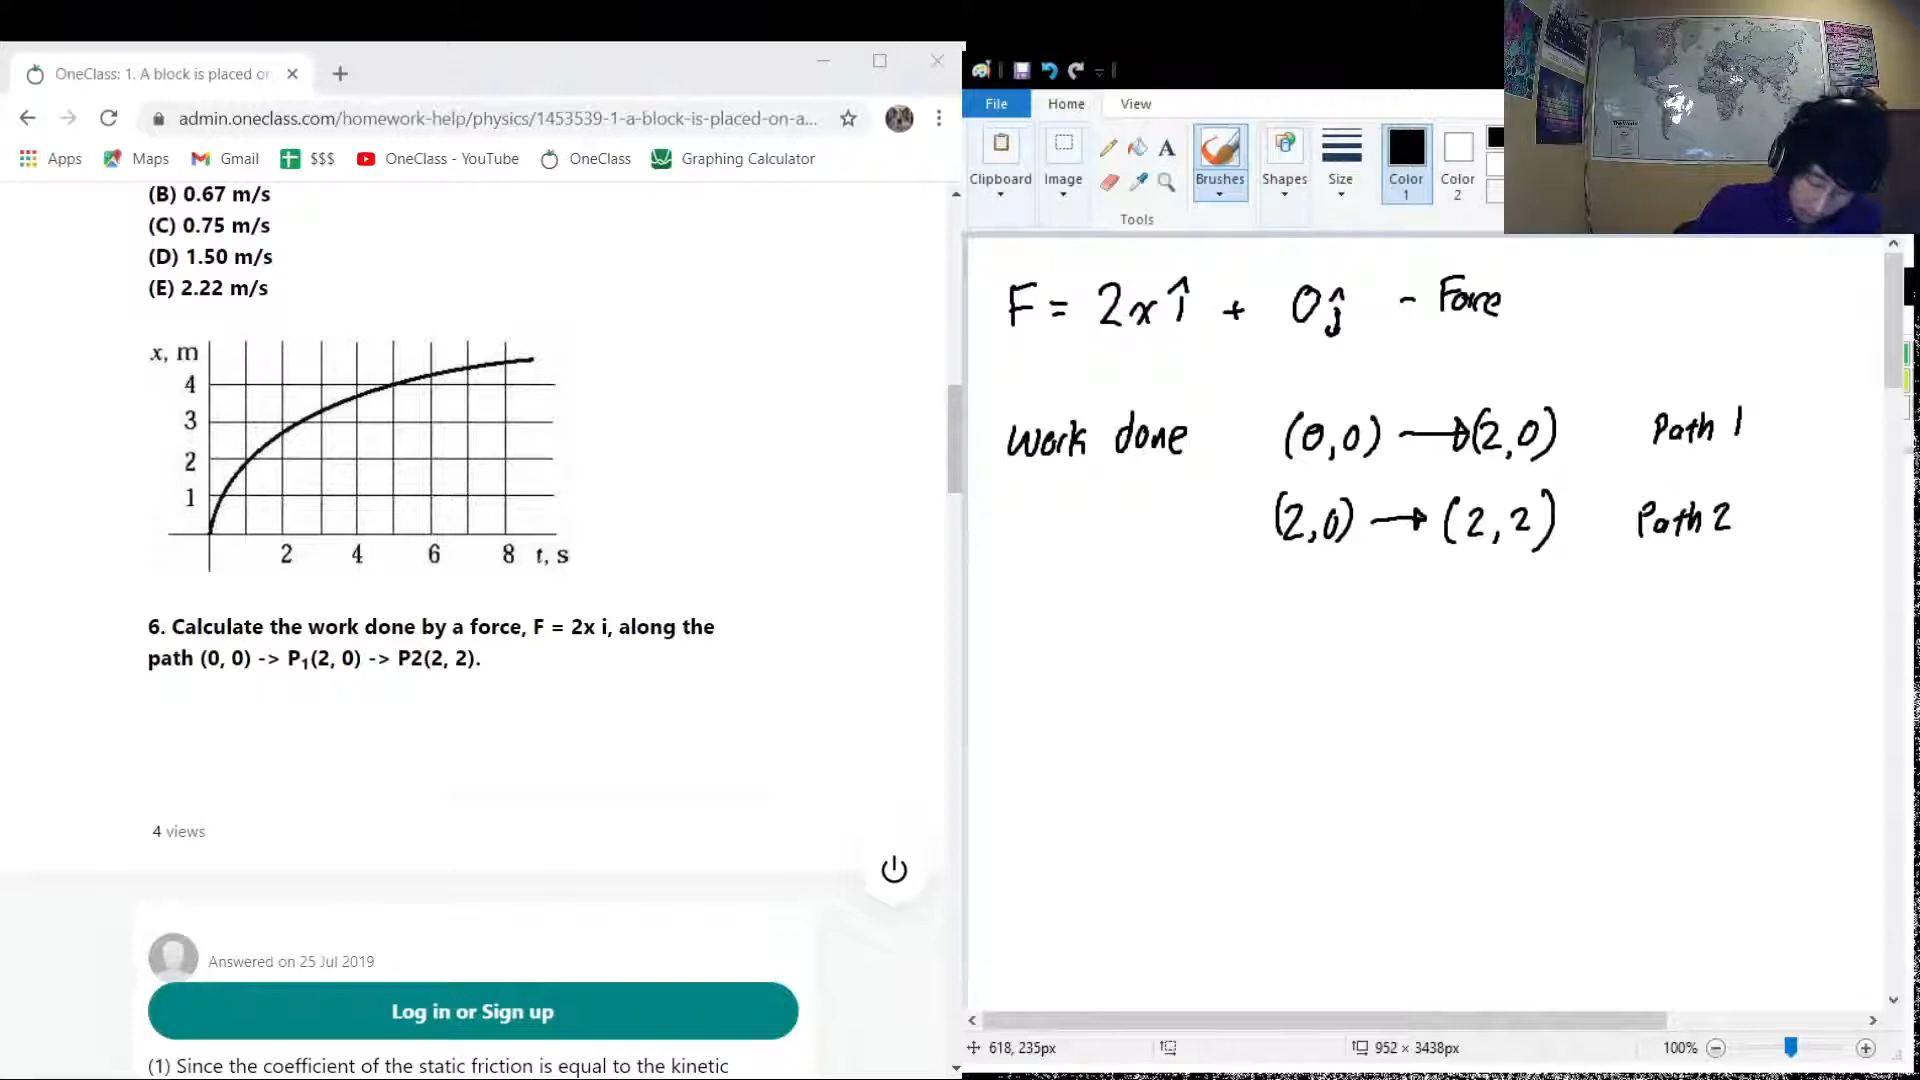 OneClass: 1. A block is placed or
admin.oneclass.com/homework-help/physics/1453539-1-a-block-is-placed-on-a...
Apps Maps Gmail $$$ OneClass - YouTube OneClass Graphing Calculator
(B) 0.67 m/s
(C) 0.75 m/s
(D) 1.50 m/s
(E) 2.22 m/s
x, m
4
3
2
1
2 4 6 8 t, s
6. Calculate the work done by a force, F = 2x i, along the
path (0, 0) -> P₁(2, 0) -> P2(2, 2).
4 views
Answered on 25 Jul 2019
Log in or Sign up
(1) Since the coefficient of the static friction is equal to the kinetic
File Home View
Clipboard Image Brushes Shapes Size Color 1 Color 2
Tools
F = 2x î + 0ĵ - Force
Work done (0,0) → (2,0) Path 1
(2,0) → (2,2) Path 2
618, 235px 952 × 3438px 100%